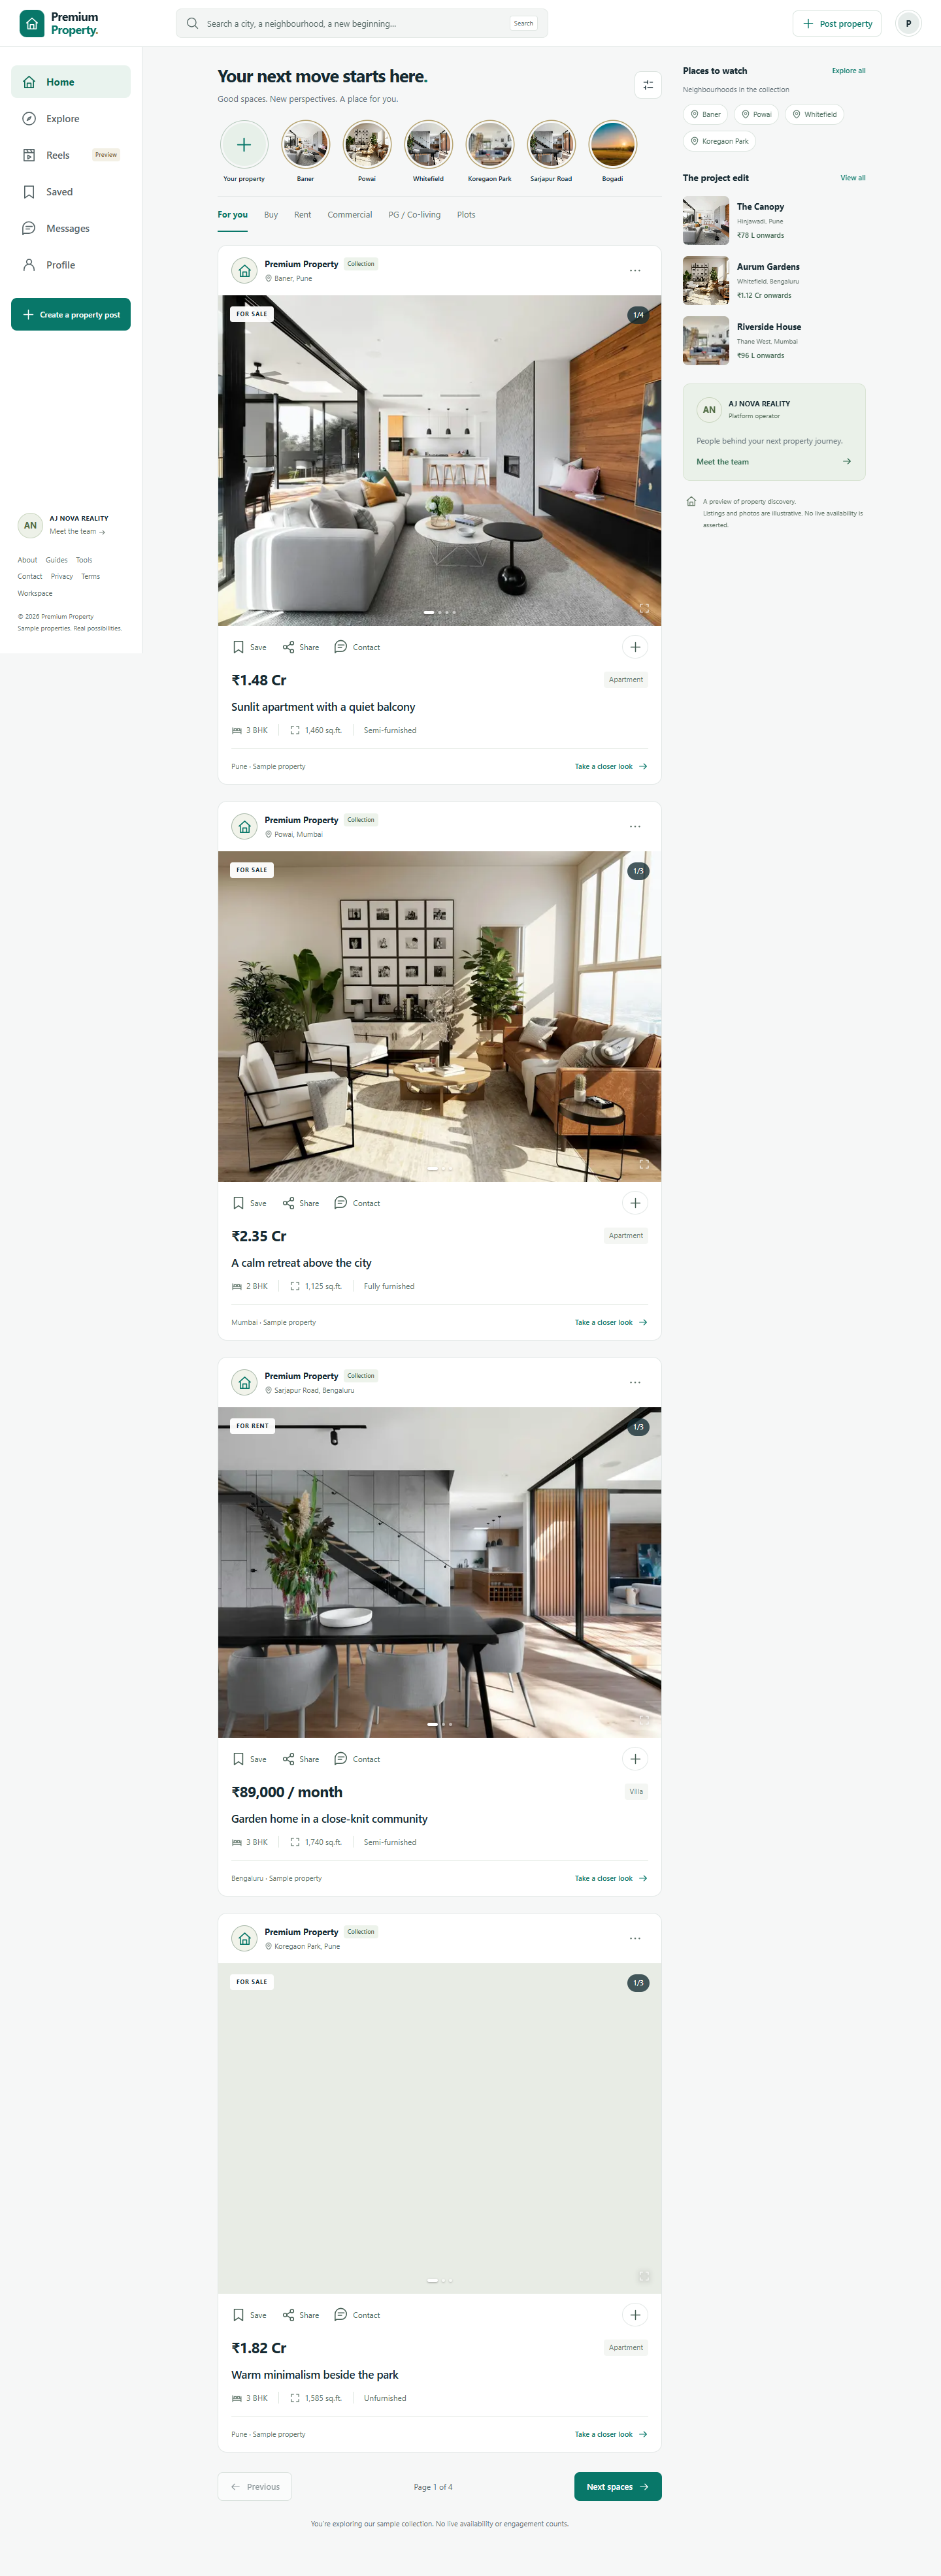 Premium
Property.
Search a city, a neighbourhood, a new beginning...
Search
Post property
P
Home
Explore
Reels
Preview
Saved
Messages
Profile
Create a property post
AN
AJ NOVA REALITY
Meet the team →
About Guides Tools
Contact Privacy Terms
Workspace
© 2026 Premium Property
Sample properties. Real possibilities.
Your next move starts here.
Good spaces. New perspectives. A place for you.
Your property
Baner
Powai
Whitefield
Koregaon Park
Sarjapur Road
Bogadi
For you
Buy
Rent
Commercial
PG / Co-living
Plots
Premium Property
Collection
Baner, Pune
FOR SALE
1/4
Save
Share
Contact
₹1.48 Cr
Apartment
Sunlit apartment with a quiet balcony
3 BHK
1,460 sq.ft.
Semi-furnished
Pune · Sample property
Take a closer look
Premium Property
Collection
Powai, Mumbai
FOR SALE
1/3
Save
Share
Contact
₹2.35 Cr
Apartment
A calm retreat above the city
2 BHK
1,125 sq.ft.
Fully furnished
Mumbai · Sample property
Take a closer look
Premium Property
Collection
Sarjapur Road, Bengaluru
FOR RENT
1/3
Save
Share
Contact
₹89,000 / month
Villa
Garden home in a close-knit community
3 BHK
1,740 sq.ft.
Semi-furnished
Bengaluru · Sample property
Take a closer look
Premium Property
Collection
Koregaon Park, Pune
FOR SALE
1/3
Save
Share
Contact
₹1.82 Cr
Apartment
Warm minimalism beside the park
3 BHK
1,585 sq.ft.
Unfurnished
Pune · Sample property
Take a closer look
Previous
Page 1 of 4
Next spaces
You're exploring our sample collection. No live availability or engagement counts.
Places to watch
Explore all
Neighbourhoods in the collection
Baner
Powai
Whitefield
Koregaon Park
The project edit
View all
The Canopy
Hinjawadi, Pune
₹78 L onwards
Aurum Gardens
Whitefield, Bengaluru
₹1.12 Cr onwards
Riverside House
Thane West, Mumbai
₹96 L onwards
AN
AJ NOVA REALITY
Platform operator
People behind your next property journey.
Meet the team
A preview of property discovery.
Listings and photos are illustrative. No live availability is
asserted.